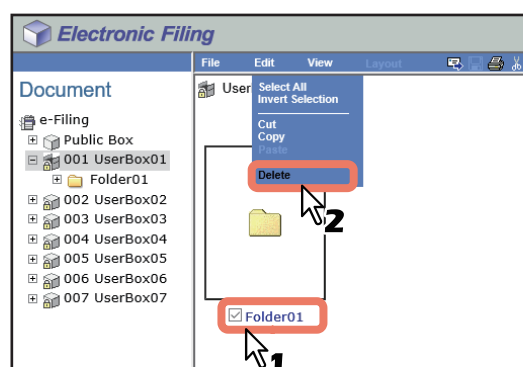 Electronic Filing
File Edit View Layout
Document
User
Select All
Invert Selection
Cut
Copy
Paste
Delete
e-Filing
Public Box
001 UserBox01
Folder01
002 UserBox02
003 UserBox03
004 UserBox04
005 UserBox05
006 UserBox06
007 UserBox07
2
Folder01
1